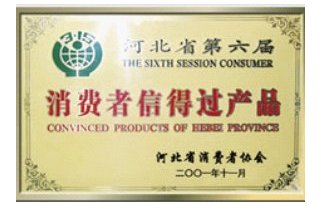 3·15
河北省第六届
THE SIXTH SESSION CONSUMER
消费者信得过产品
CONVINCED PRODUCTS OF HEBEI PROVINCE
河北省消费者协会
二〇〇一年十一月